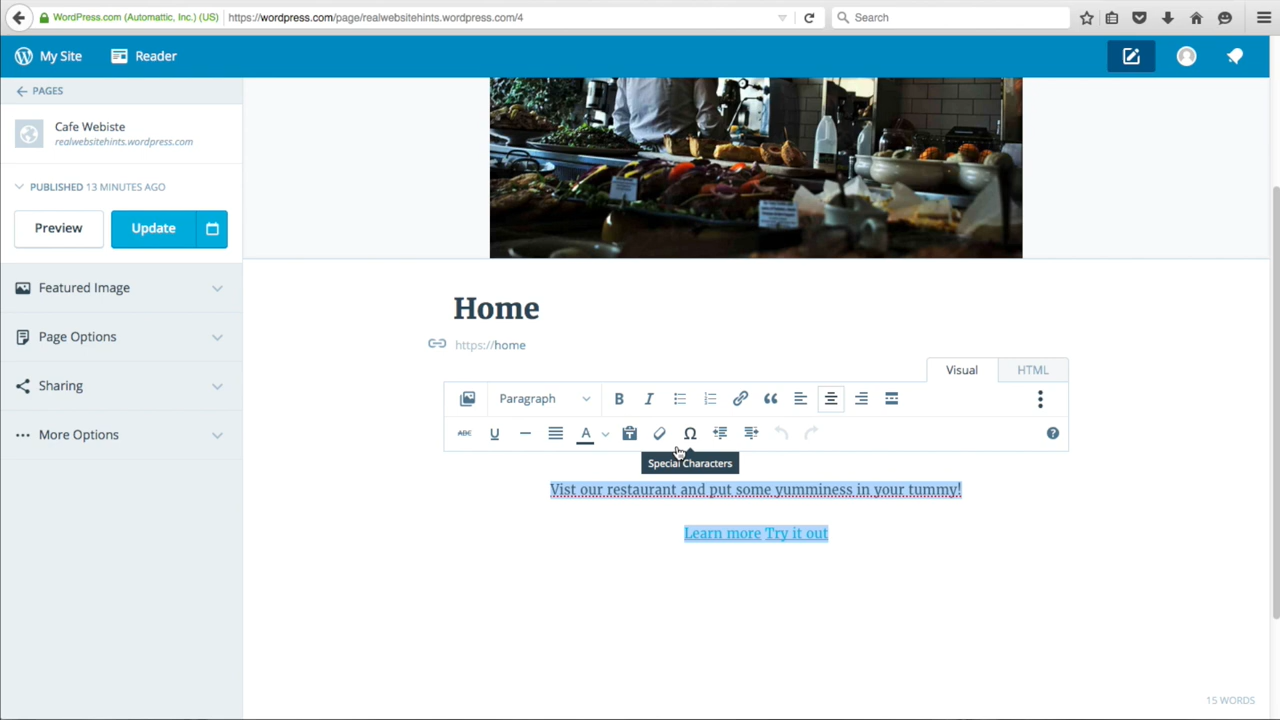 WordPress.com (Automattic, Inc.) (US)
https://wordpress.com/page/realwebsitehints.wordpress.com/4
Search
My Site
Reader
PAGES
Cafe Webiste
realwebsitehints.wordpress.com
PUBLISHED 13 MINUTES AGO
Preview
Update
Featured Image
Page Options
Sharing
More Options
Home
https://home
Visual
HTML
Paragraph
B
I
ABC
U
A
T
Ω
?
Special Characters
Vist our restaurant and put some yumminess in your tummy!
Learn more Try it out
15 WORDS